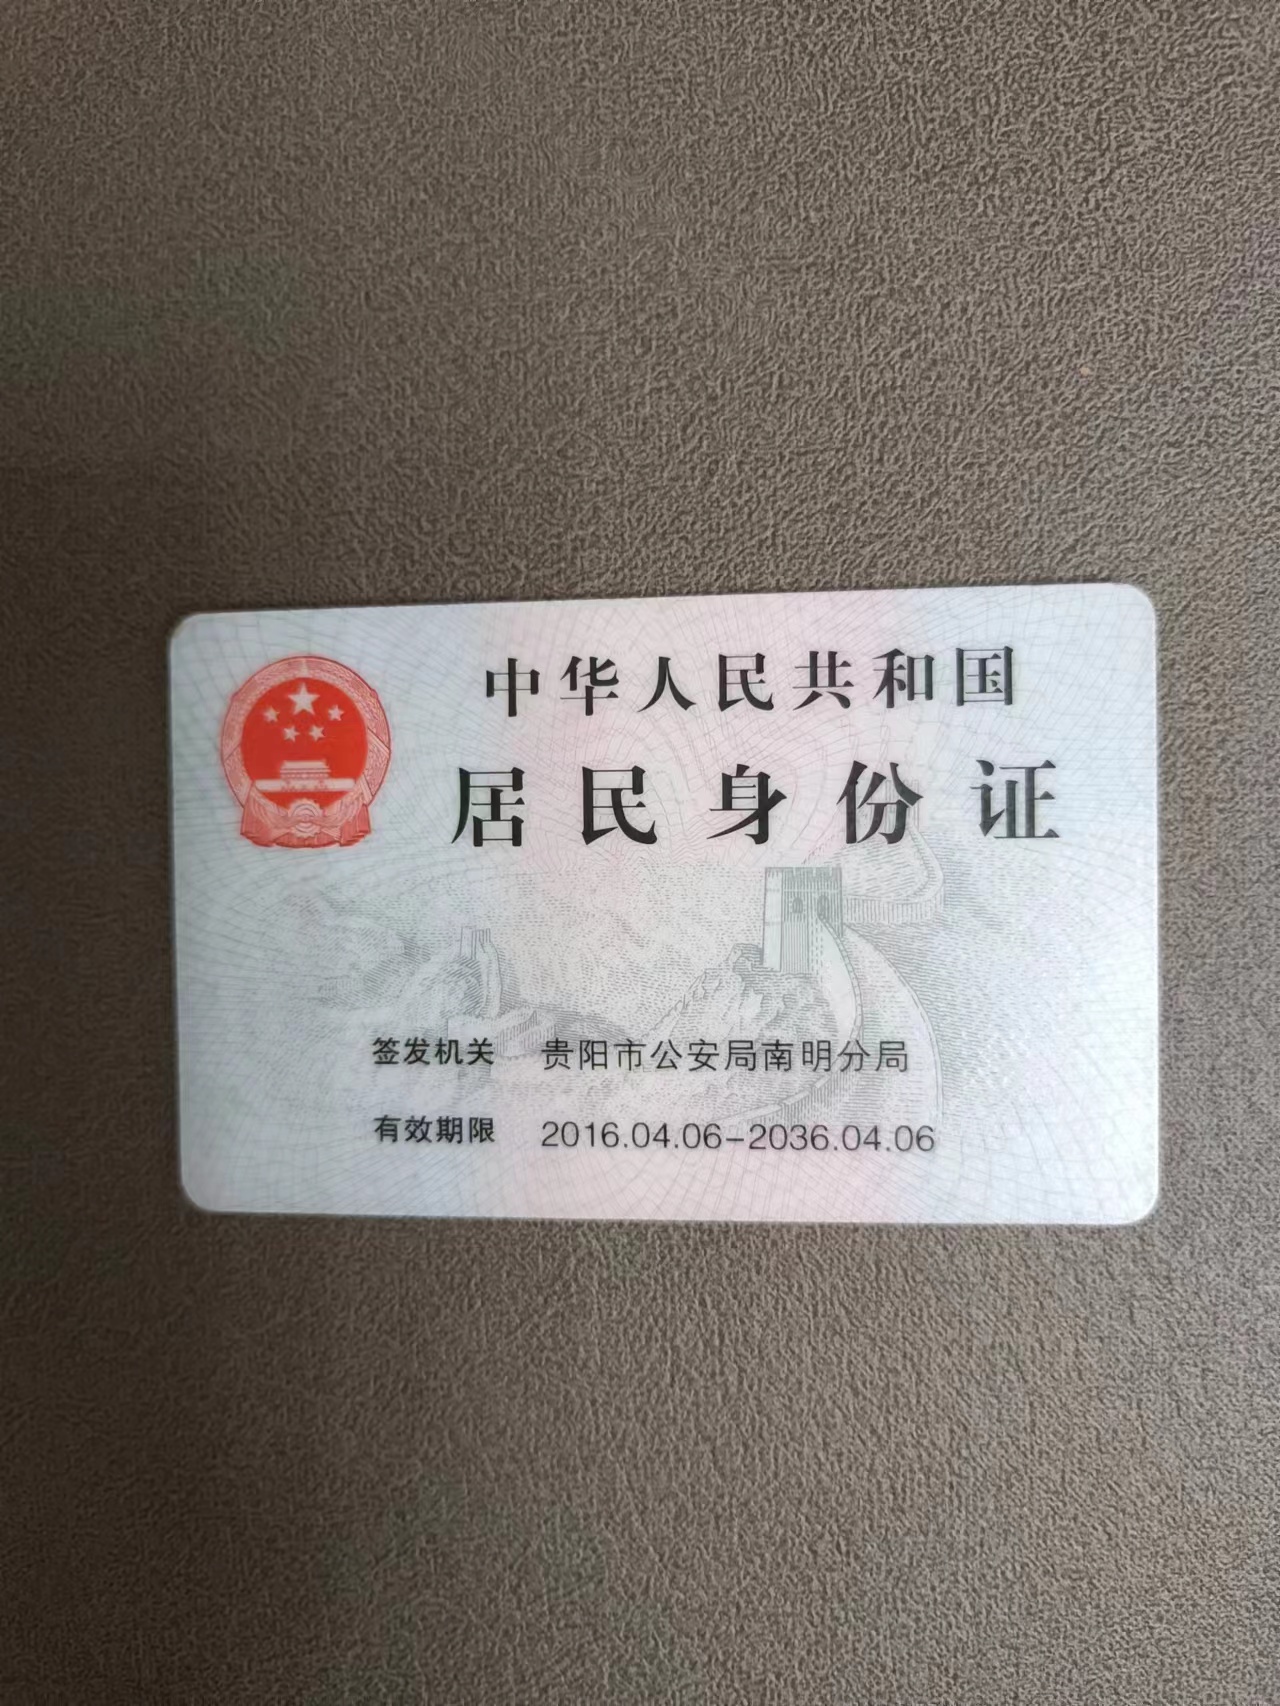 中华人民共和国
居民身份证
签发机关 贵阳市公安局南明分局
有效期限 2016.04.06-2036.04.06